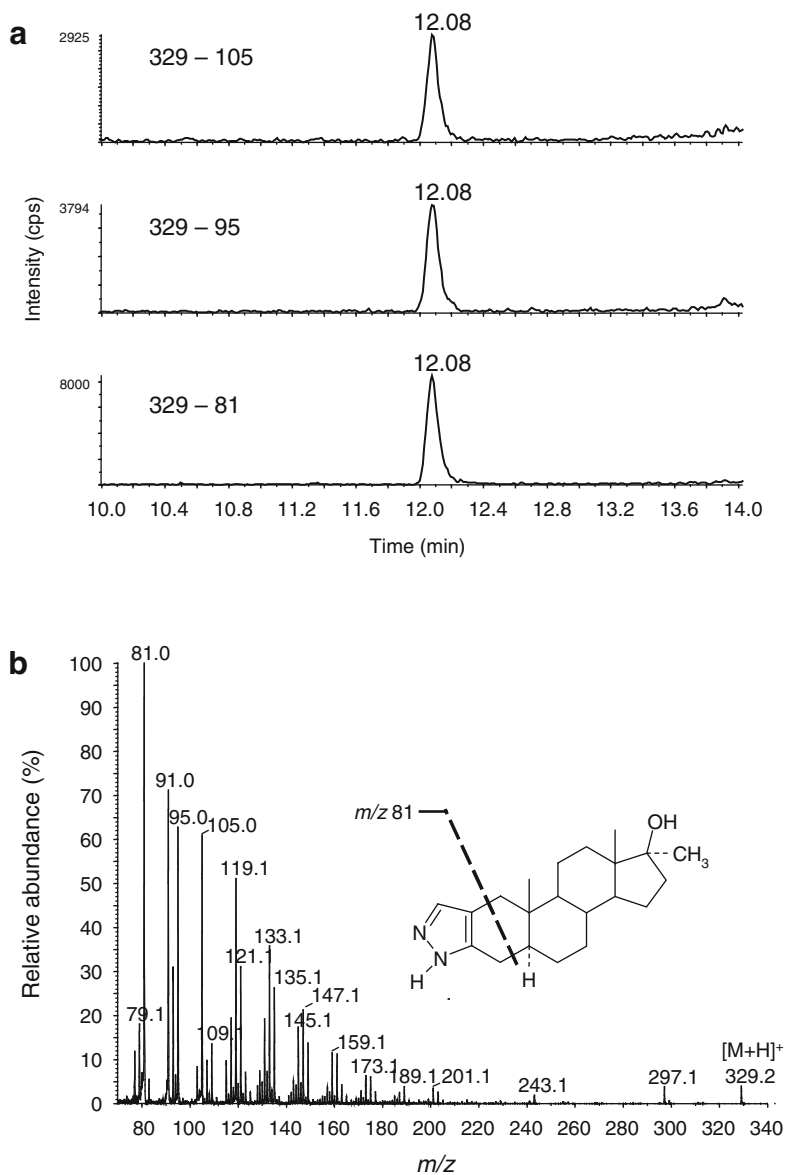 a
12.08
2925
329 – 105
12.08
3794
329 – 95
Intensity (cps)
12.08
8000
329 – 81
10.0 10.4 10.8 11.2 11.6 12.0 12.4 12.8 13.2 13.6 14.0
Time (min)
b
81.0
100
90
80
70
60
50
40
30
20
10
0
Relative abundance (%)
91.0
95.0
105.0
119.1
133.1
121.1
135.1
147.1
79.1
109.1
145.1
159.1
173.1
189.1
201.1
243.1
297.1
[M+H]+
329.2
m/z 81
OH
CH3
N
N
H
H
80 100 120 140 160 180 200 220 240 260 280 300 320 340
m/z